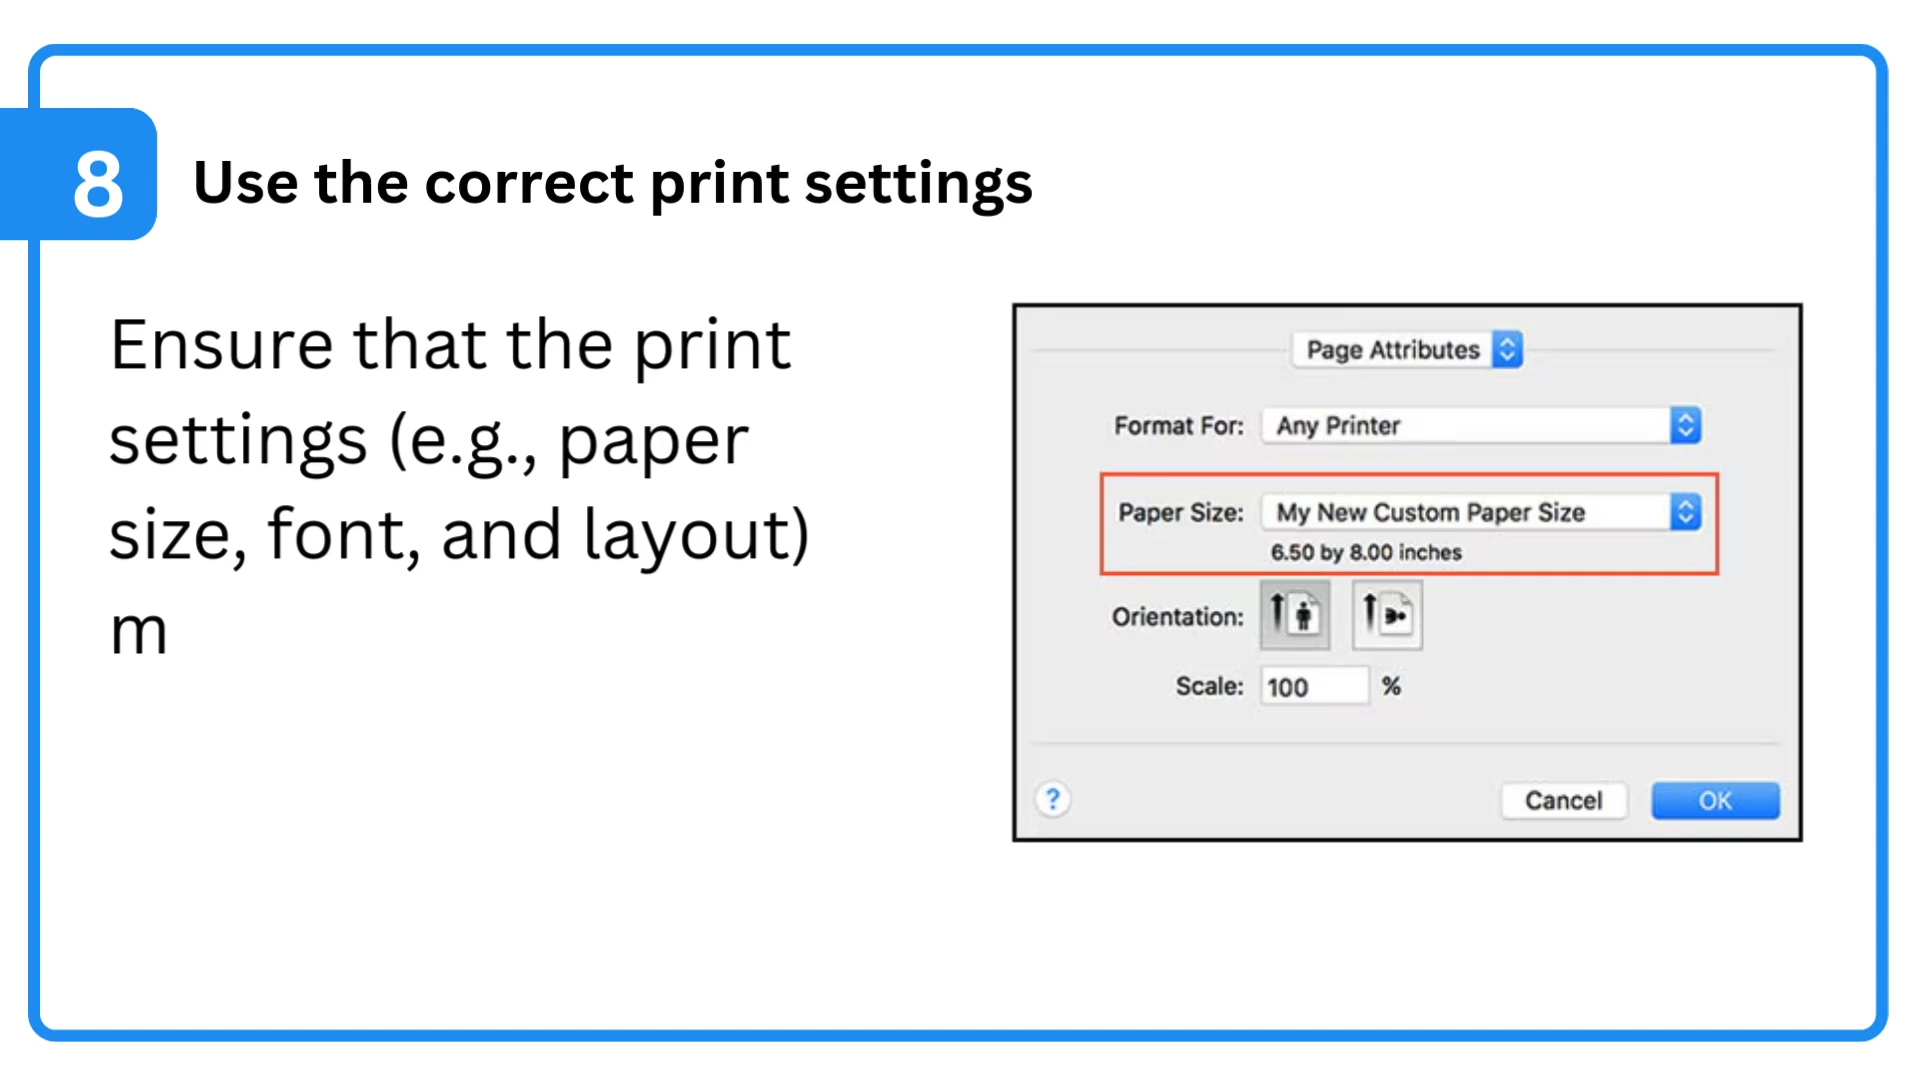 8
Use the correct print settings
Ensure that the print
settings (e.g., paper
size, font, and layout)
m
Page Attributes
Format For: Any Printer
Paper Size: My New Custom Paper Size
6.50 by 8.00 inches
Orientation:
Scale: 100 %
? Cancel OK